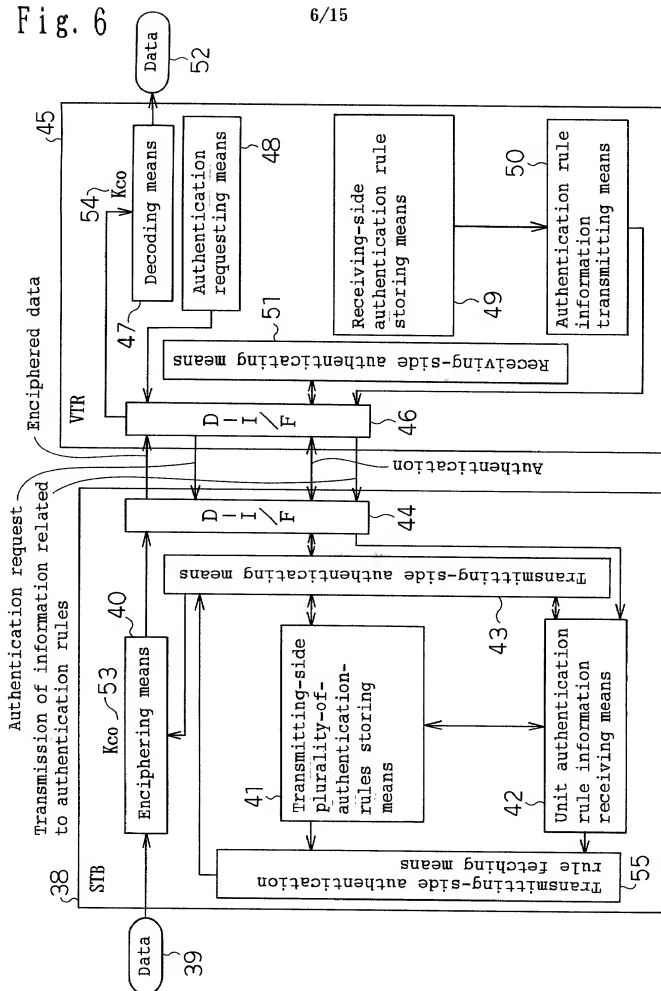 Fig. 6
6/15
Authentication request
Transmission of information related
to authentication rules
Enciphered data
38
STB
Data
39
Kco
53
40
Enciphering means
41
Transmitting-side
plurality-of-
authentication-
rules storing
means
42
Unit authentication
rule information
receiving means
55
Transmitting-side authentication
rule fetching means
43
Transmitting-side authenticating means
D-I/F
44
Authentication
45
VTR
D-I/F
46
54
Kco
47
Decoding means
Data
52
48
Authentication
requesting means
51
Receiving-side authenticating means
Receiving-side
authentication rule
storing means
49
50
Authentication rule
information
transmitting means